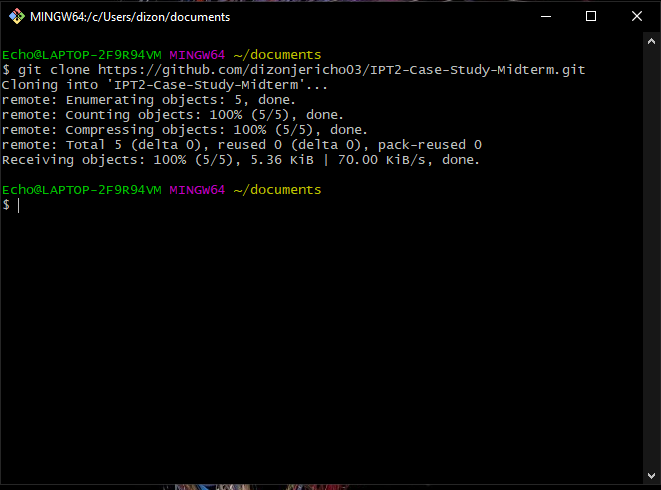 MINGW64:/c/Users/dizon/documents
Echo@LAPTOP-2F9R94VM MINGW64 ~/documents
$ git clone https://github.com/dizonjericho03/IPT2-Case-Study-Midterm.git
Cloning into 'IPT2-Case-Study-Midterm'...
remote: Enumerating objects: 5, done.
remote: Counting objects: 100% (5/5), done.
remote: Compressing objects: 100% (5/5), done.
remote: Total 5 (delta 0), reused 0 (delta 0), pack-reused 0
Receiving objects: 100% (5/5), 5.36 KiB | 70.00 KiB/s, done.
Echo@LAPTOP-2F9R94VM MINGW64 ~/documents
$